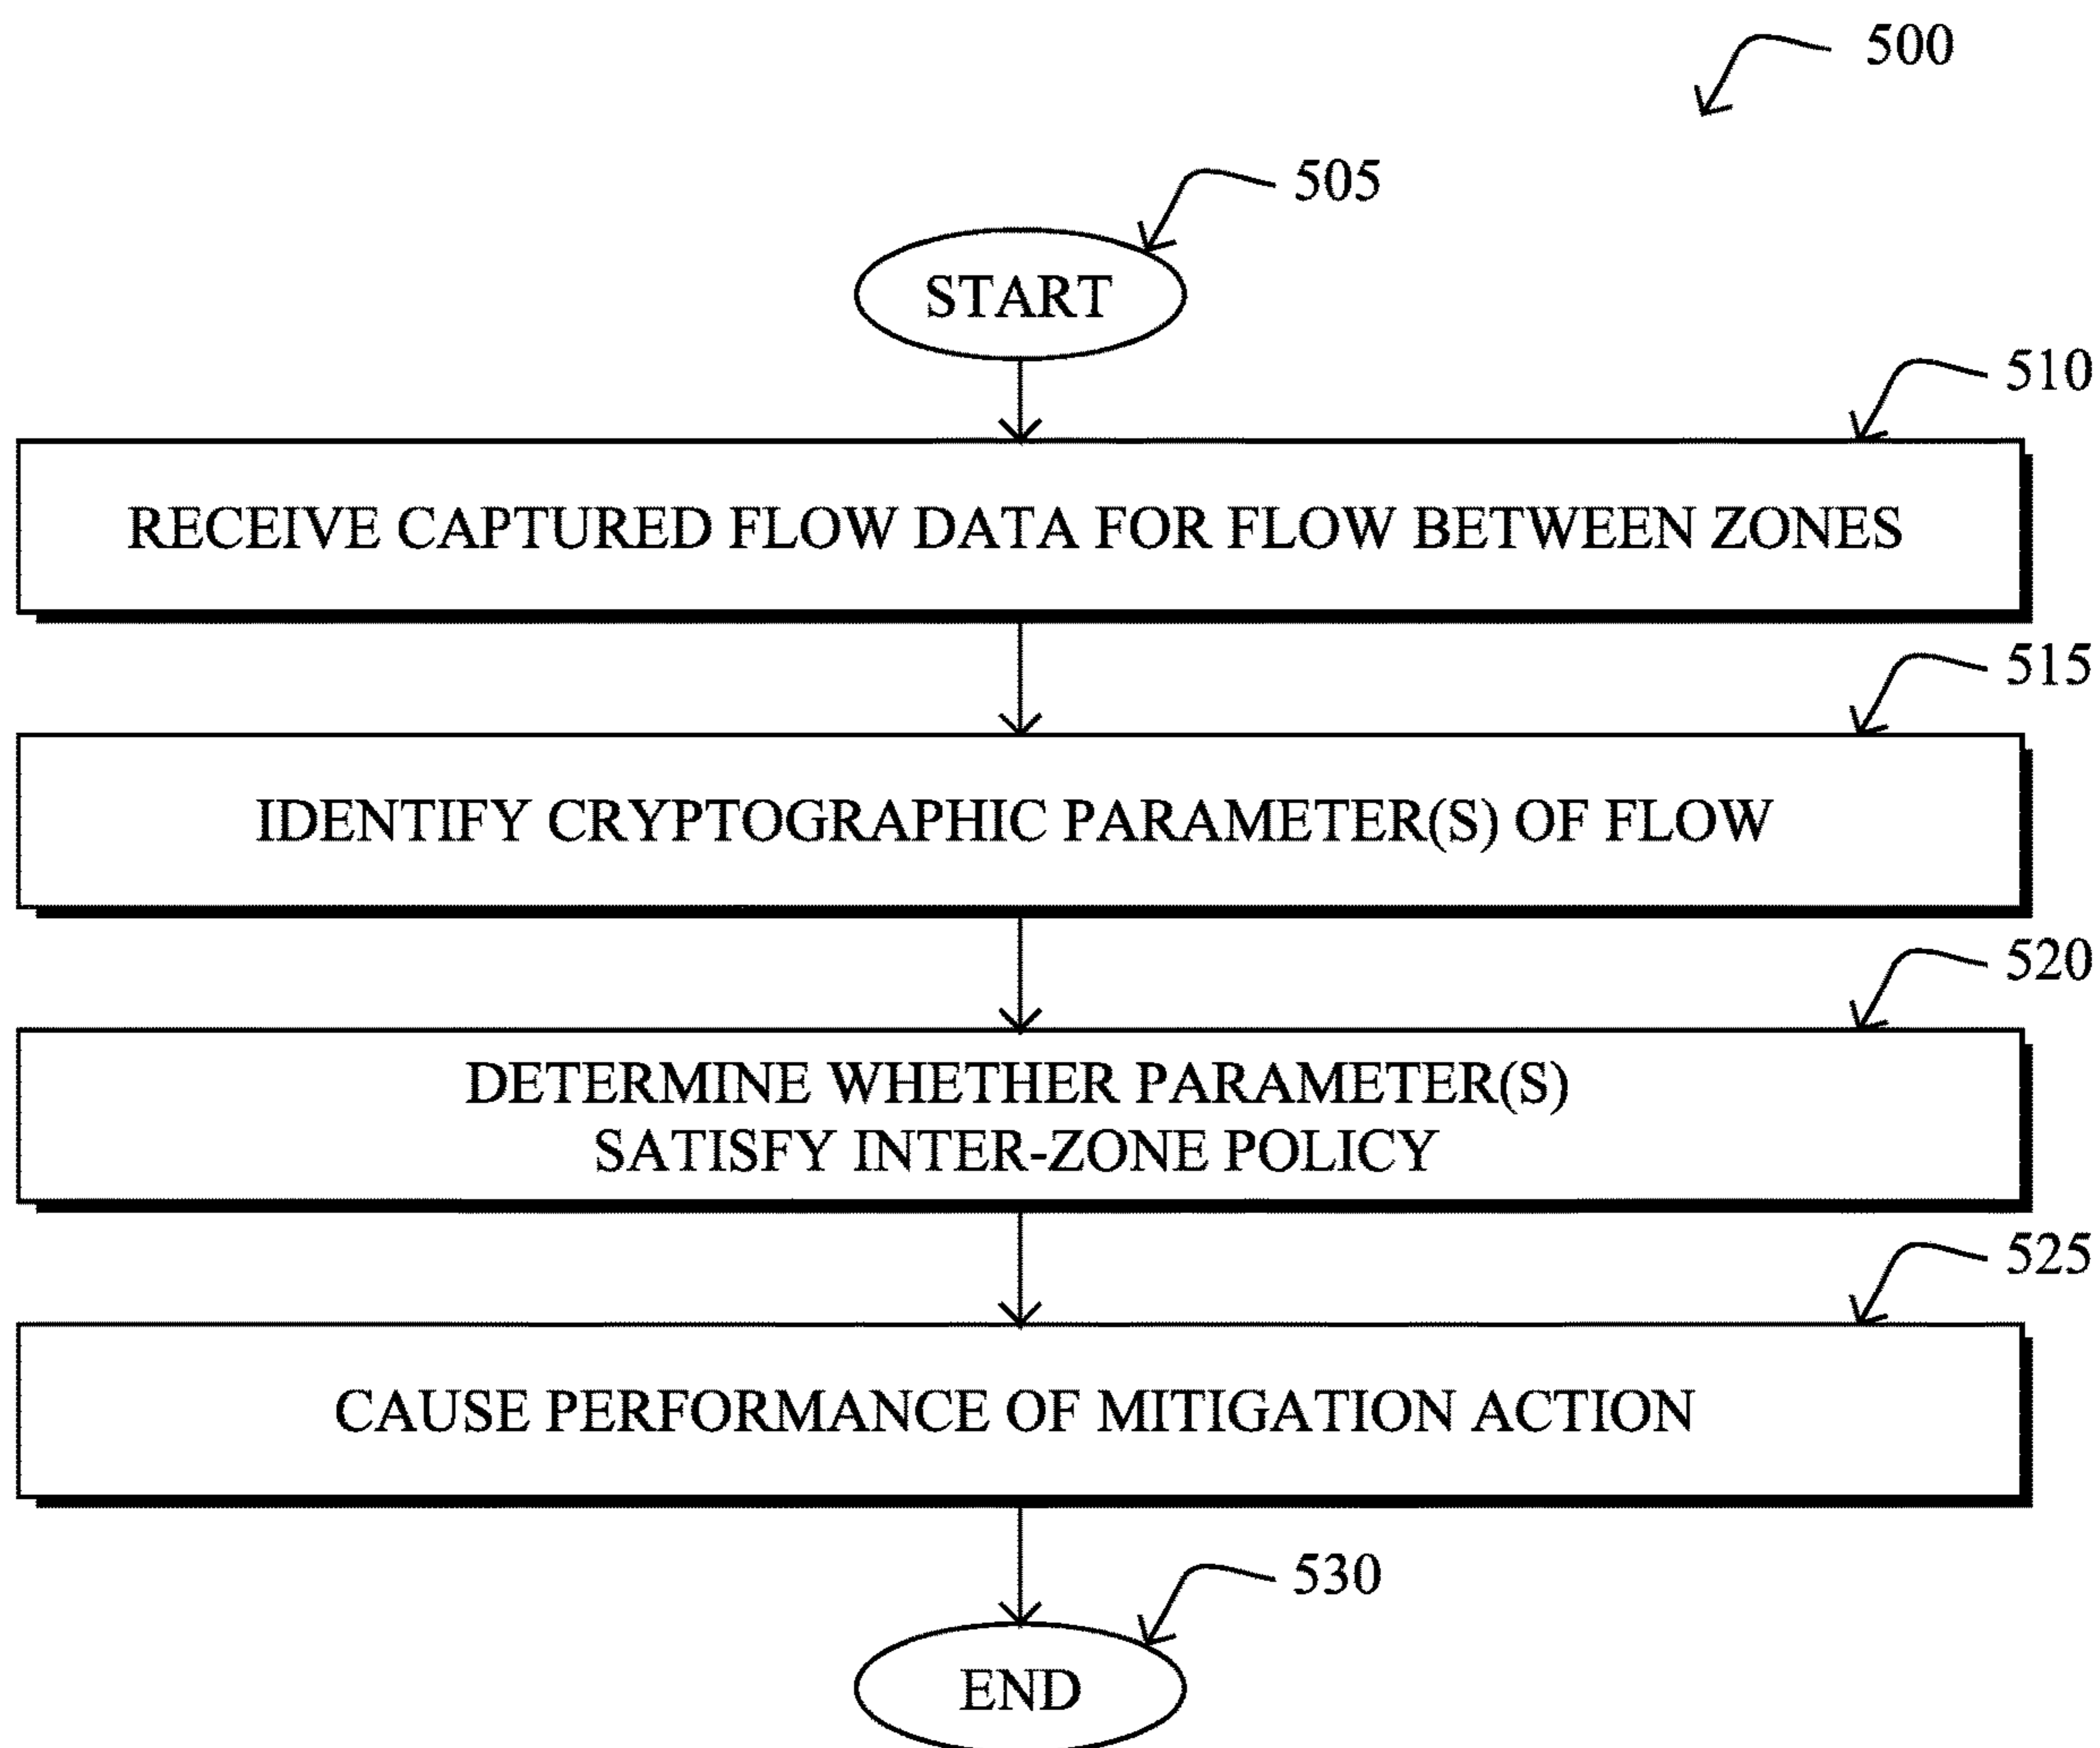 500
505
START
510
RECEIVE CAPTURED FLOW DATA FOR FLOW BETWEEN ZONES
515
IDENTIFY CRYPTOGRAPHIC PARAMETER(S) OF FLOW
520
DETERMINE WHETHER PARAMETER(S)
SATISFY INTER-ZONE POLICY
525
CAUSE PERFORMANCE OF MITIGATION ACTION
530
END